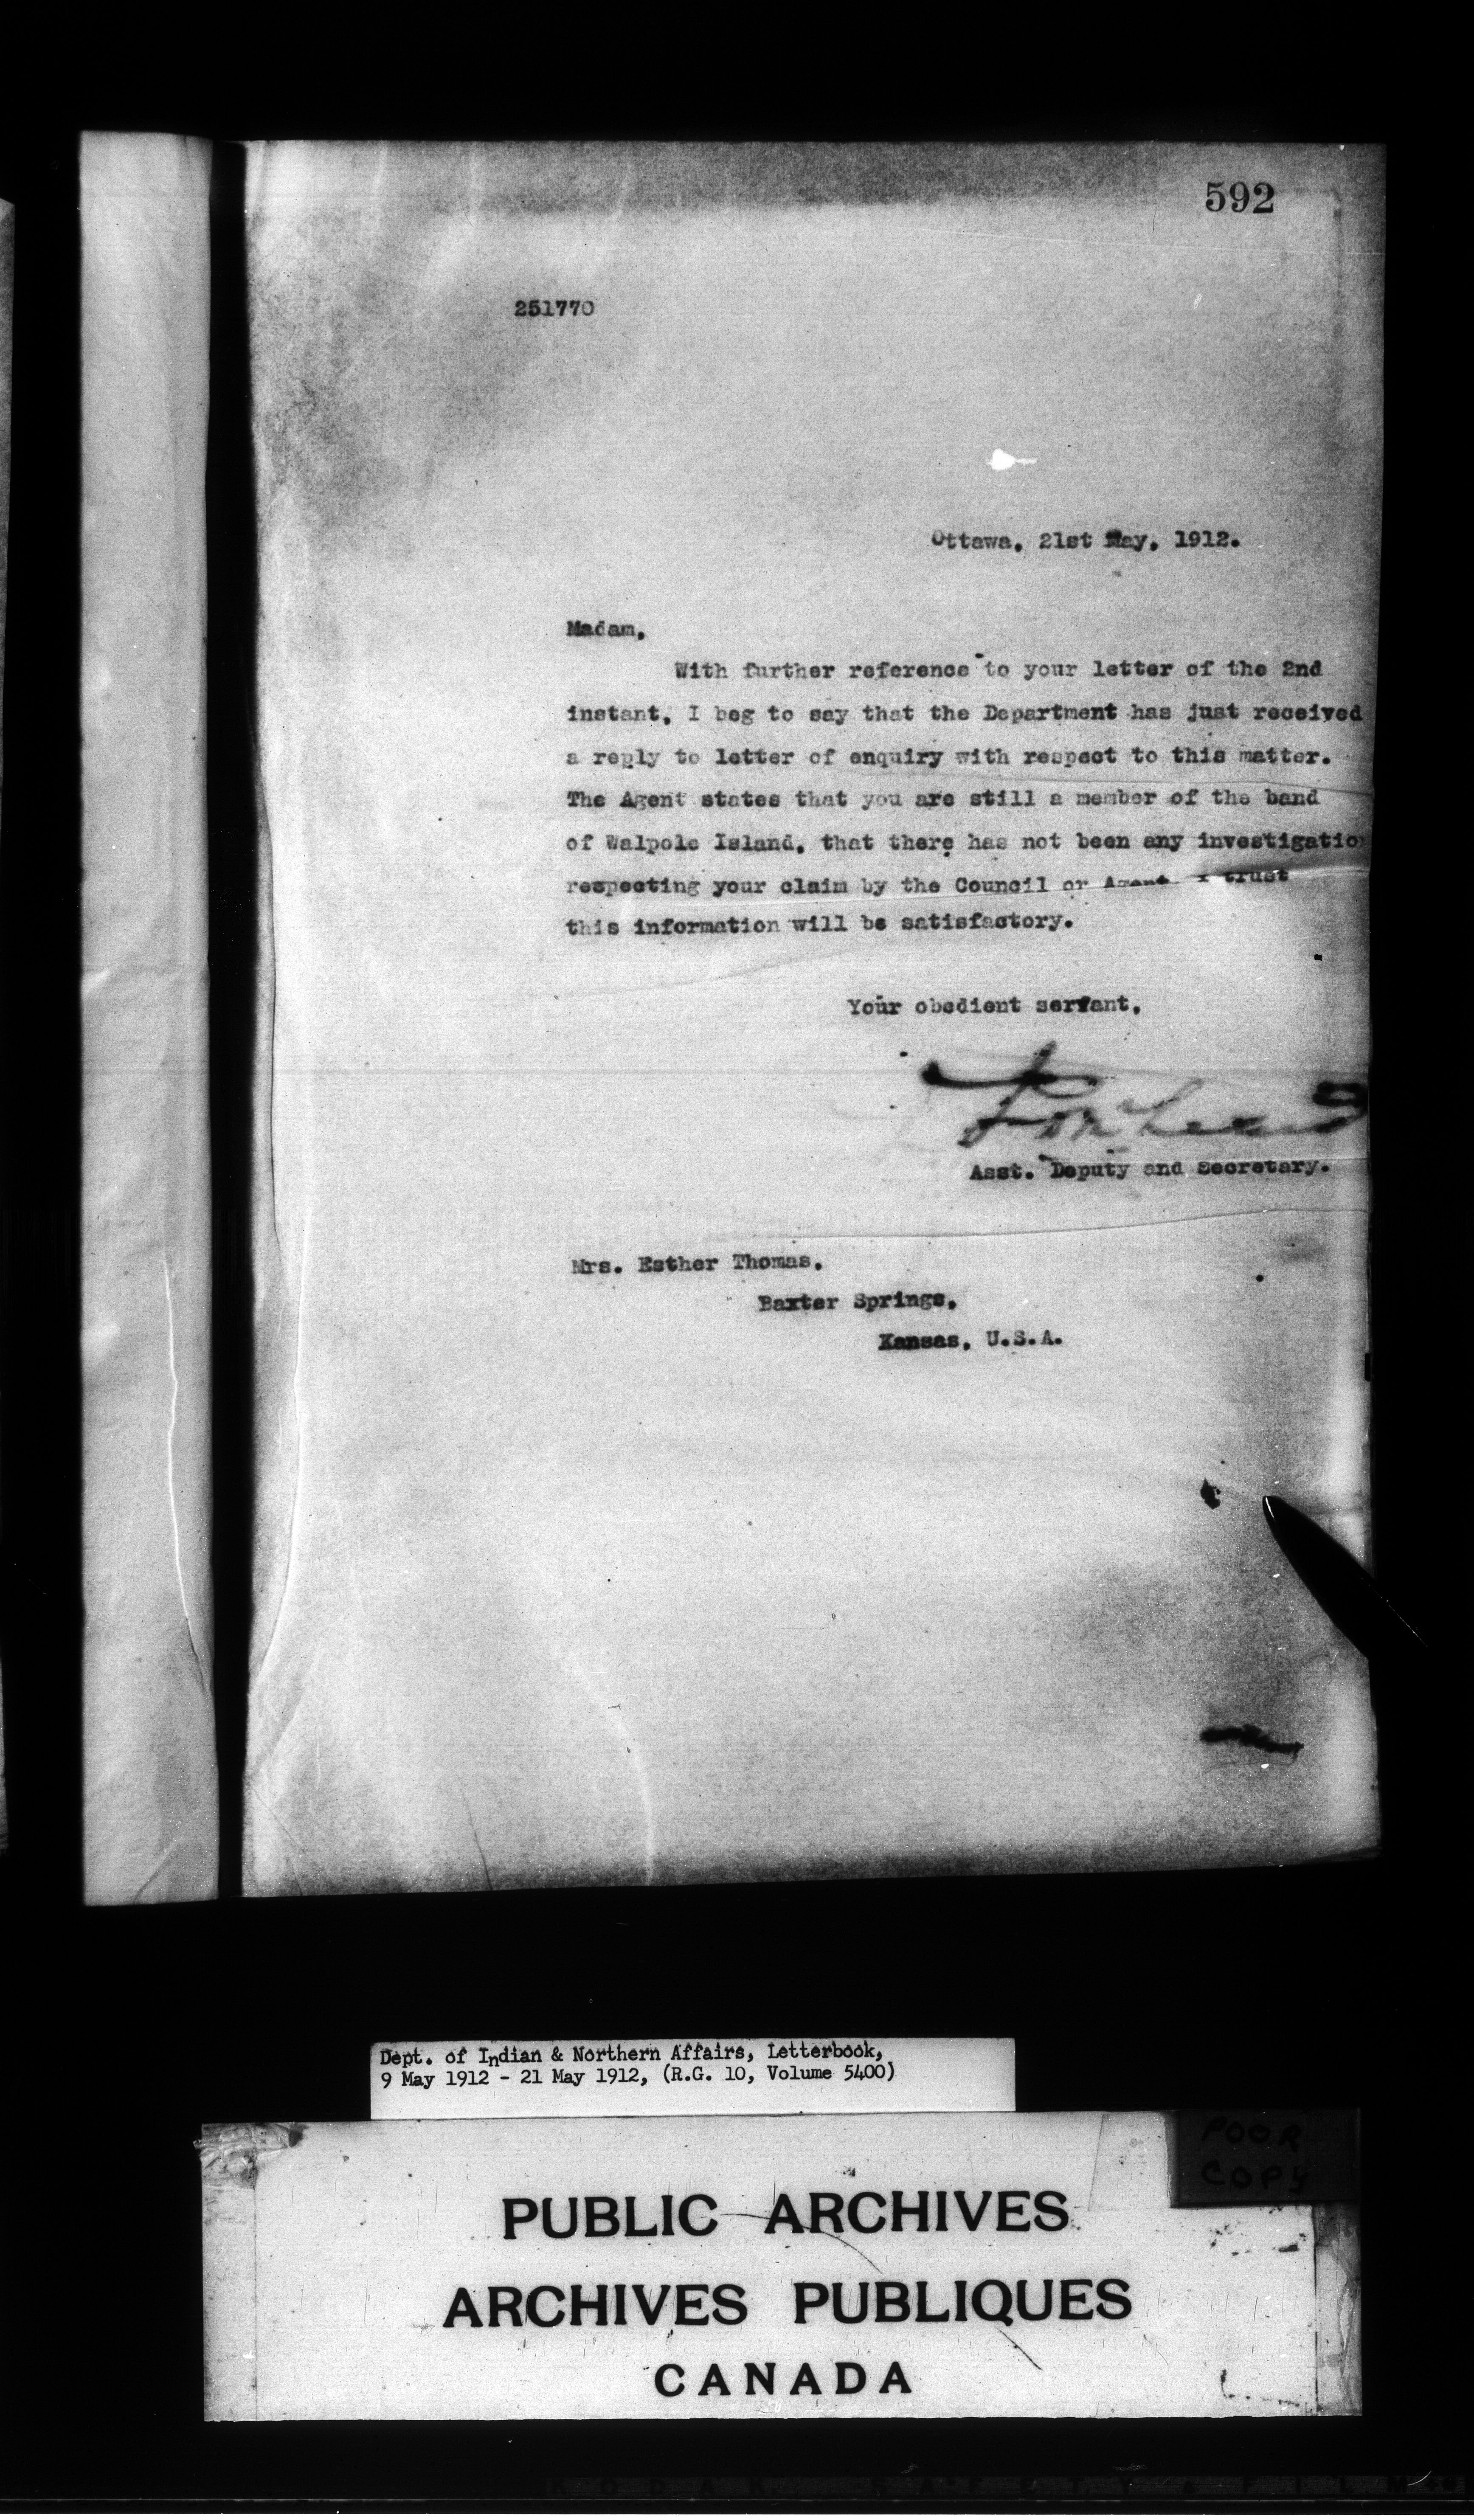 592
251770
Ottawa, 21st May, 1912.
Madam,
With further reference to your letter of the 2nd
instant, I beg to say that the Department has just received
a reply to letter of enquiry with respect to this matter.
The Agent states that you are still a member of the band
of Walpole Island, that there has not been any investigation
respecting your claim by the Council or Agent. I trust
this information will be satisfactory.
Your obedient servant,
Asst. Deputy and Secretary.
Mrs. Esther Thomas,
Baxter Springs,
Kansas, U.S.A.
Dept. of Indian & Northern Affairs, Letterbook,
9 May 1912 - 21 May 1912, (R.G. 10, Volume 5400)
POOR
COPY
PUBLIC ARCHIVES
ARCHIVES PUBLIQUES
CANADA